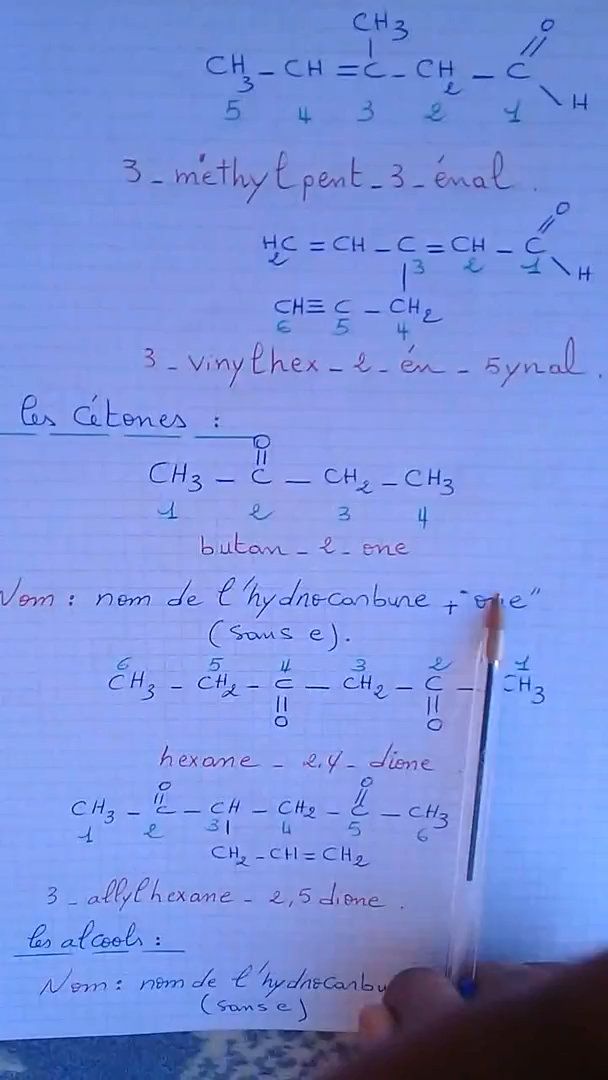 CH3
O
CH3 - CH = C - CH2 - C
H
5 4 3 2 1
3 - méthylpent - 3 - énal.
O
H2C = CH - C = CH - C
3 2 1 H
CH ≡ C - CH2
6 5 4
3 - vinylhex - 2 - én - 5ynal.
les Cétones :
O
CH3 - C - CH2 - CH3
1 2 3 4
butan - 2 - one
Nom : nom de l'hydrocarbure + "one"
(sans e).
6 5 4 3 2 1
CH3 - CH2 - C - CH2 - C - CH3
O O
hexane - 2,4 - dione
O O
CH3 - C - CH - CH2 - C - CH3
1 2 3 4 5 6
CH2 - CH = CH2
3 - allylhexane - 2,5 dione.
les alcools :
Nom : nom de l'hydrocarbu
(sans e)